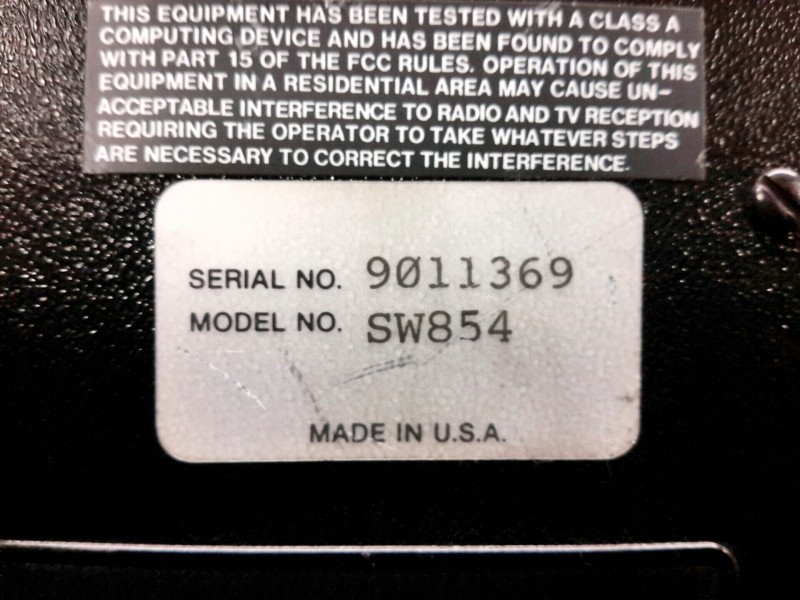 THIS EQUIPMENT HAS BEEN TESTED WITH A CLASS A
COMPUTING DEVICE AND HAS BEEN FOUND TO COMPLY
WITH PART 15 OF THE FCC RULES. OPERATION OF THIS
EQUIPMENT IN A RESIDENTIAL AREA MAY CAUSE UN-
ACCEPTABLE INTERFERENCE TO RADIO AND TV RECEPTION
REQUIRING THE OPERATOR TO TAKE WHATEVER STEPS
ARE NECESSARY TO CORRECT THE INTERFERENCE.
SERIAL NO. 9011369
MODEL NO. SW854
MADE IN U.S.A.